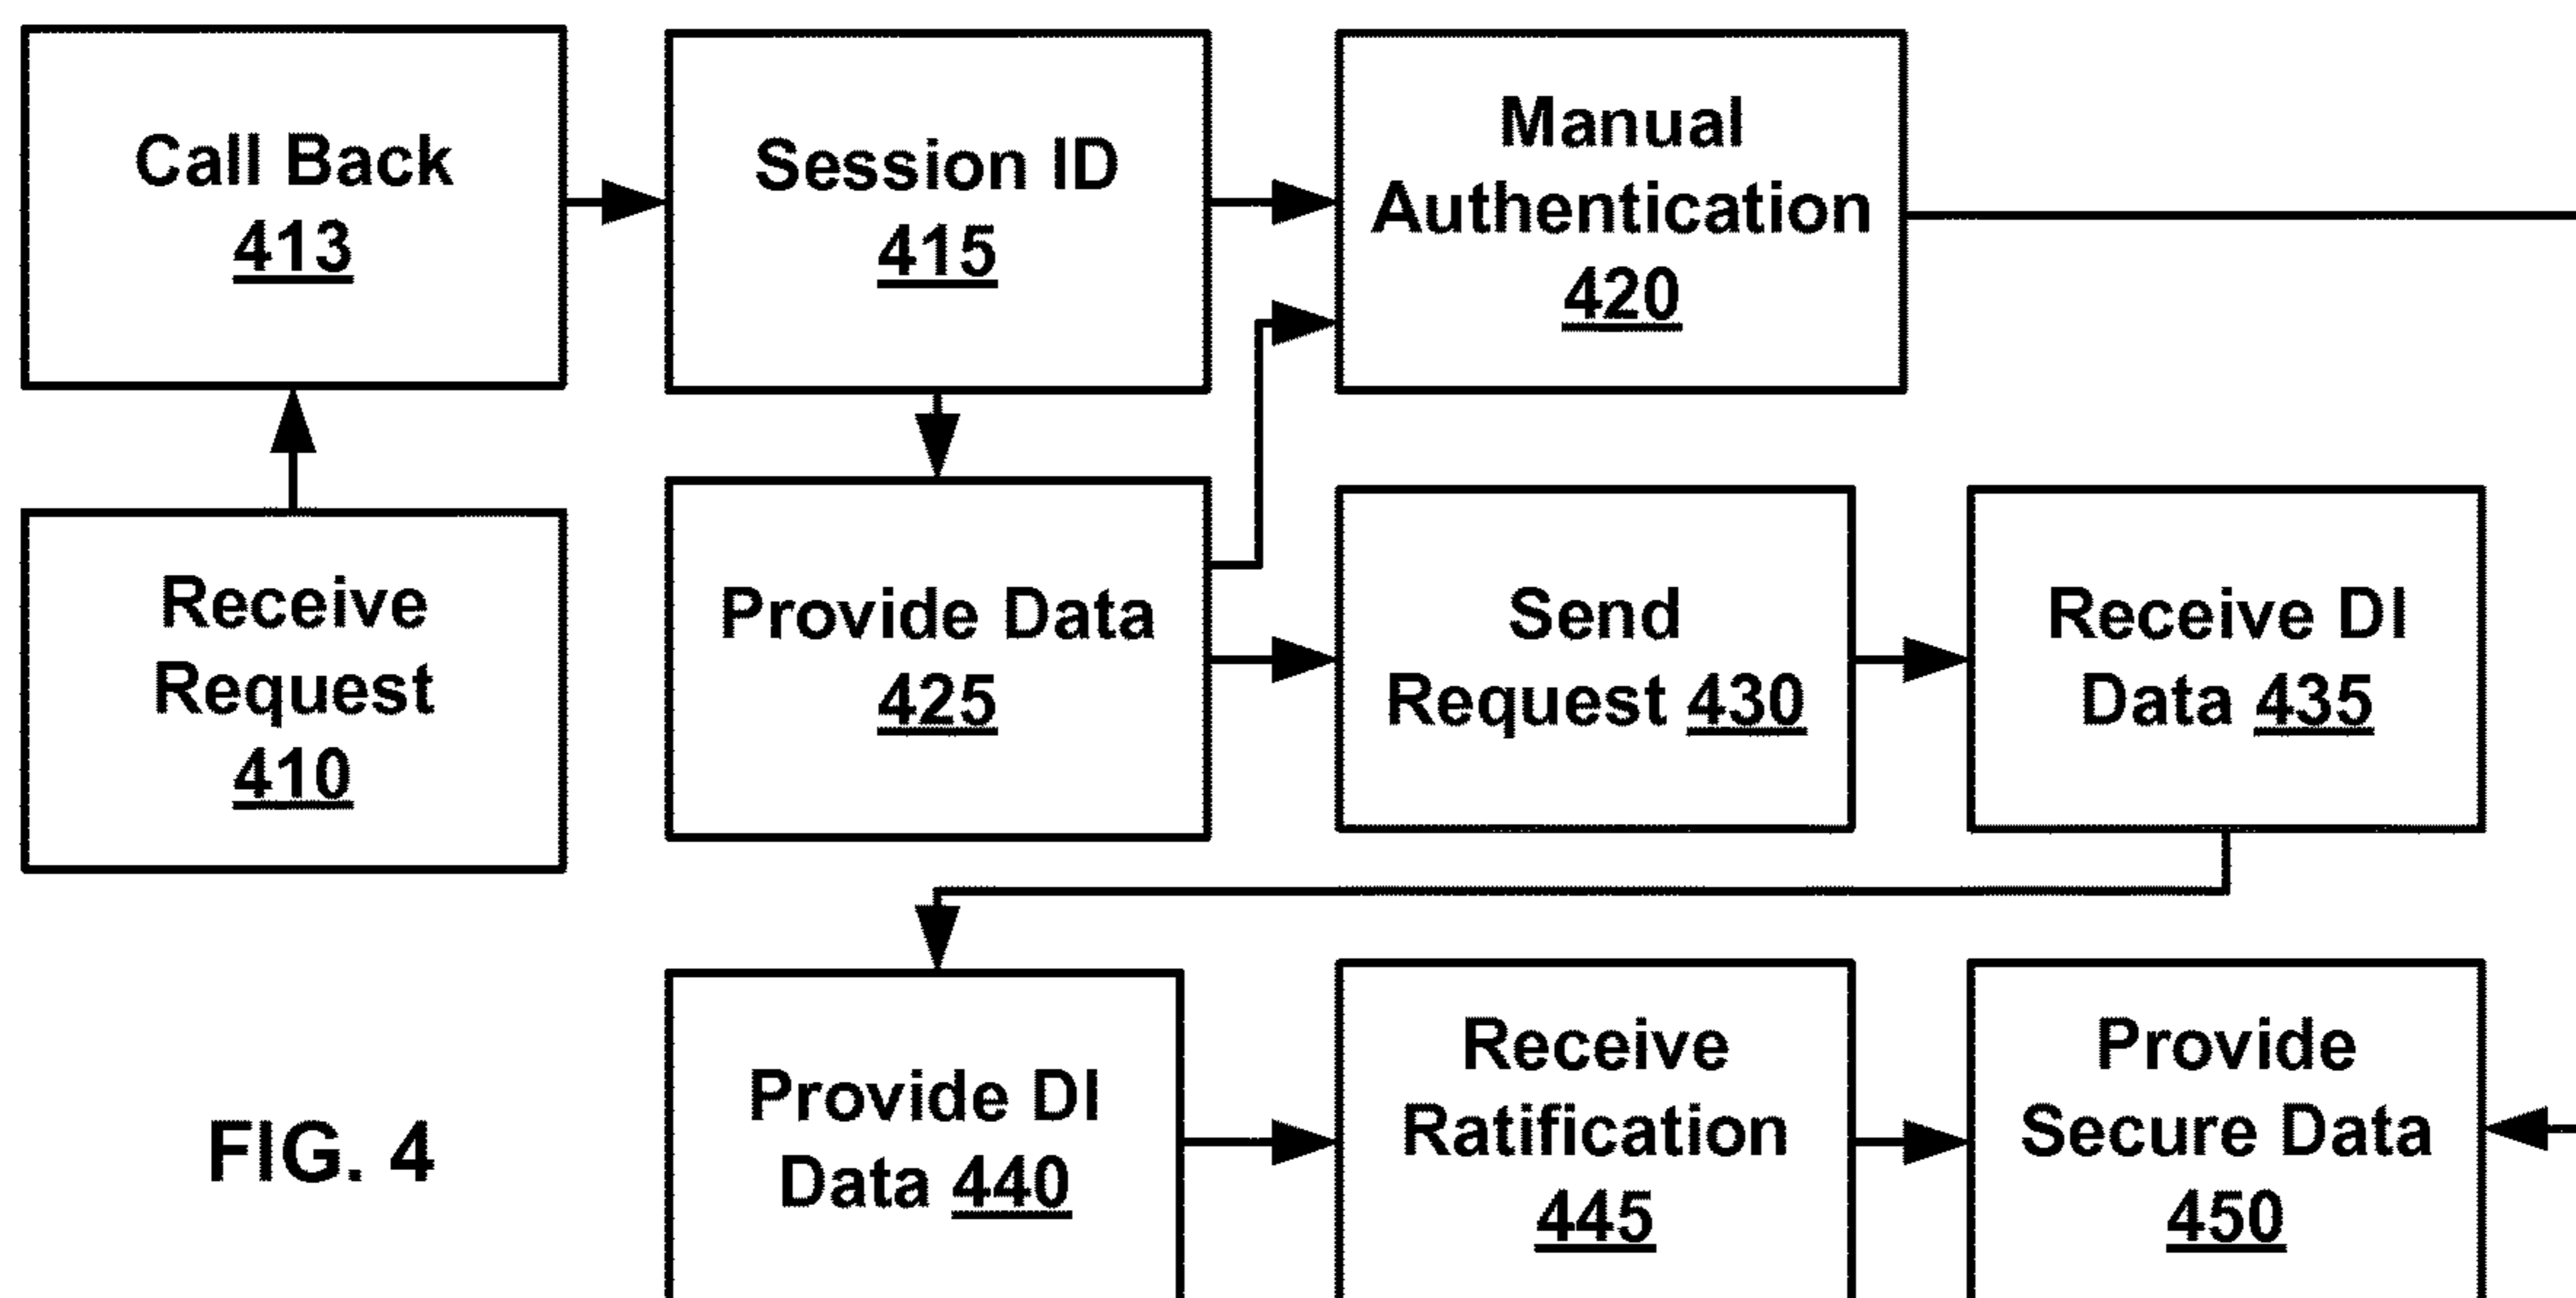 Call Back
413
Session ID
415
Manual
Authentication
420
Receive
Request
410
Provide Data
425
Send
Request 430
Receive DI
Data 435
FIG. 4
Provide DI
Data 440
Receive
Ratification
445
Provide
Secure Data
450